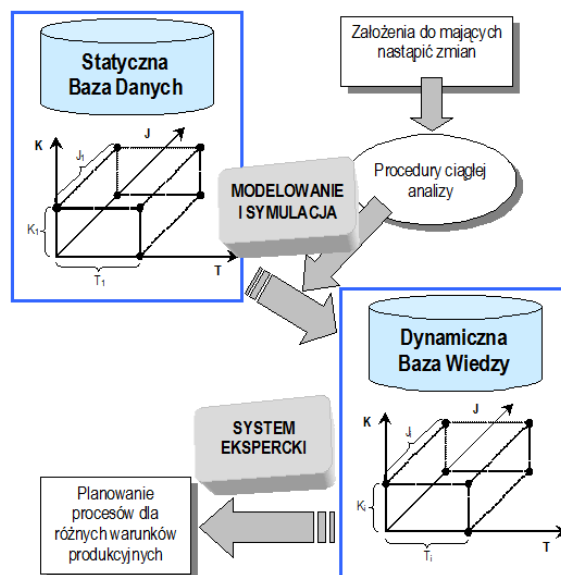 Statyczna
Baza Danych
K
J
J1
K1
T1
T
Założenia do mających
nastąpić zmian
Procedury ciągłej
analizy
MODELOWANIE
I SYMULACJA
Dynamiczna
Baza Wiedzy
K
J
Ji
Ki
Ti
T
SYSTEM
EKSPERCKI
Planowanie
procesów dla
różnych warunków
produkcyjnych